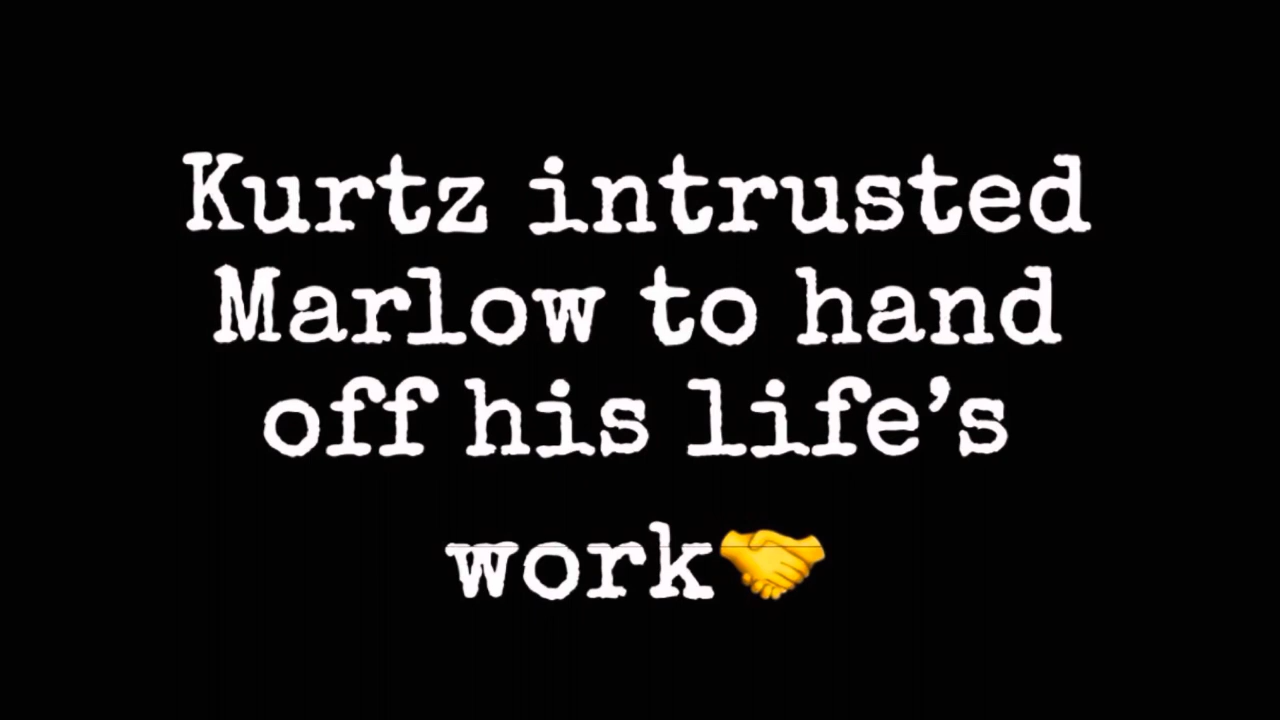 Kurtz intrusted
Marlow to hand
off his life’s
work🤝